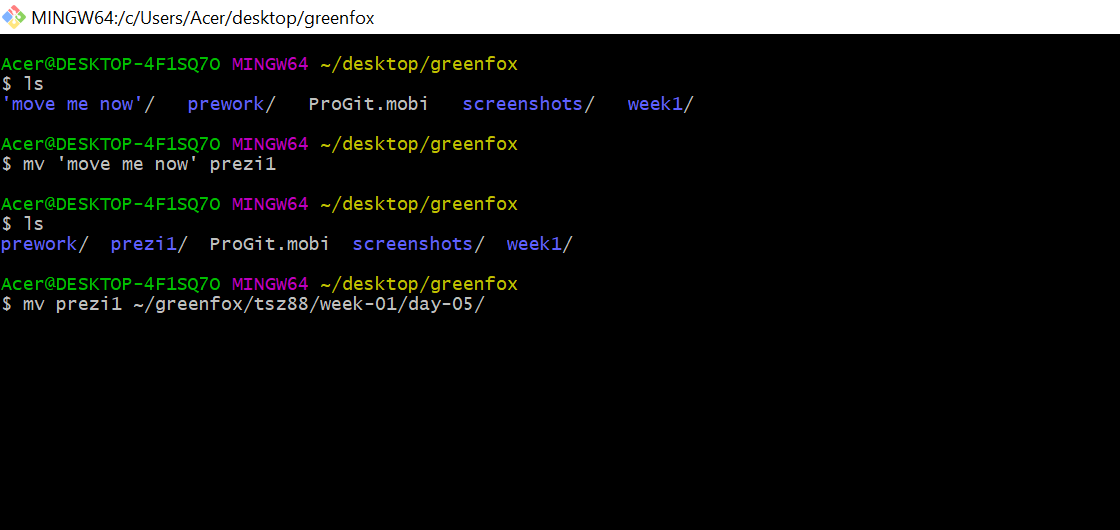 MINGW64:/c/Users/Acer/desktop/greenfox
Acer@DESKTOP-4F1SQ7O MINGW64 ~/desktop/greenfox
$ ls
'move me now'/   prework/   ProGit.mobi   screenshots/   week1/
Acer@DESKTOP-4F1SQ7O MINGW64 ~/desktop/greenfox
$ mv 'move me now' prezi1
Acer@DESKTOP-4F1SQ7O MINGW64 ~/desktop/greenfox
$ ls
prework/  prezi1/  ProGit.mobi  screenshots/  week1/
Acer@DESKTOP-4F1SQ7O MINGW64 ~/desktop/greenfox
$ mv prezi1 ~/greenfox/tsz88/week-01/day-05/